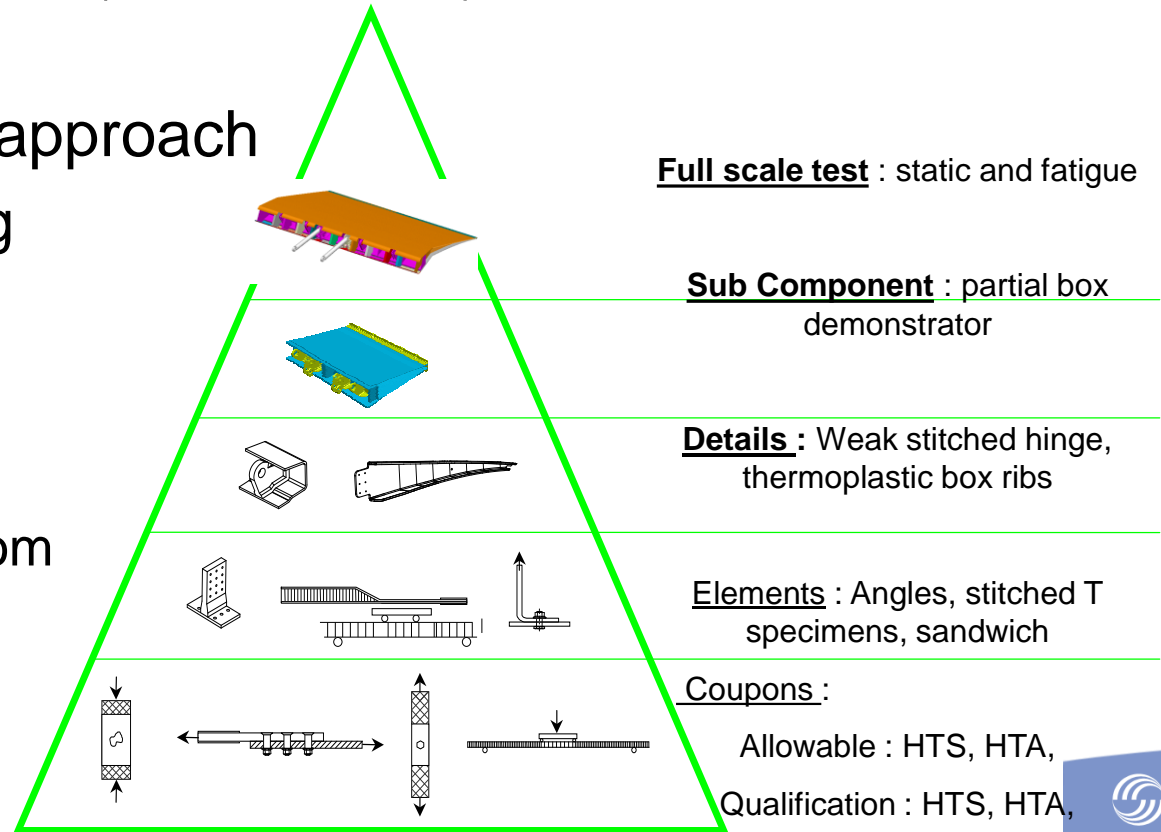 approach
g
om
Full scale test : static and fatigue
Sub Component : partial box
demonstrator
Details : Weak stitched hinge,
thermoplastic box ribs
Elements : Angles, stitched T
specimens, sandwich
Coupons :
Allowable : HTS, HTA,
Qualification : HTS, HTA,